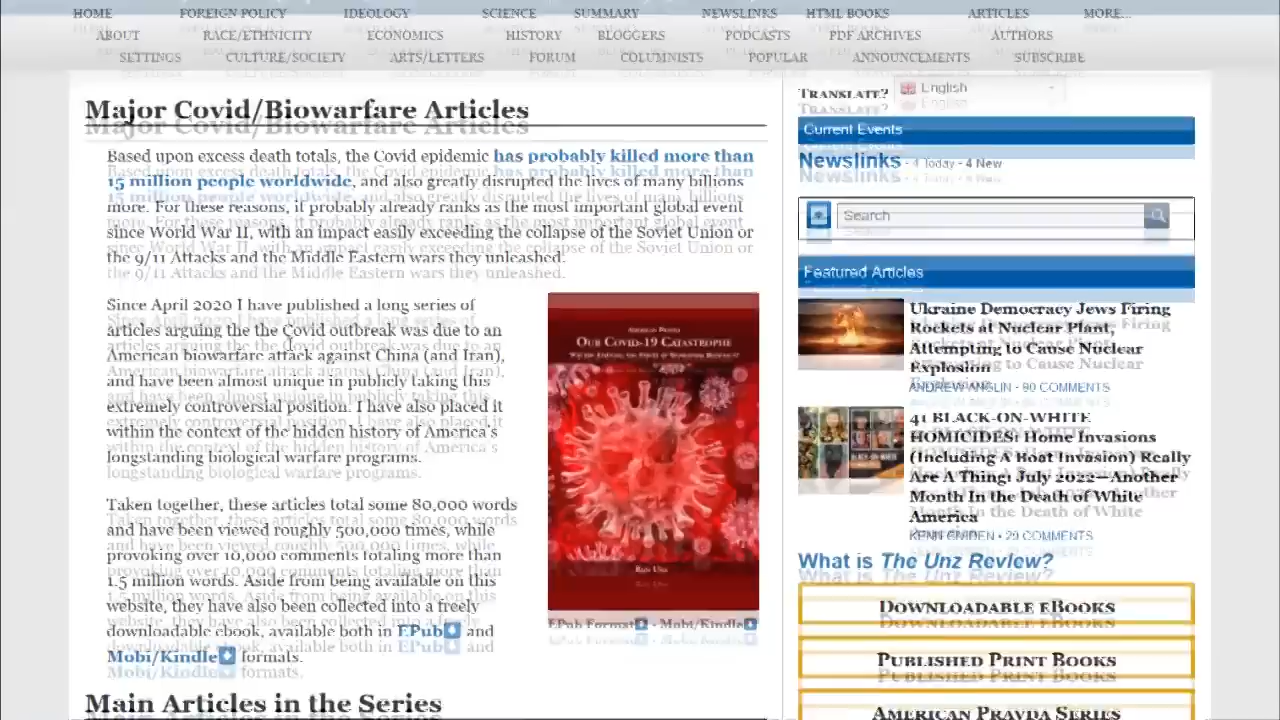 HOME FOREIGN POLICY IDEOLOGY SCIENCE SUMMARY NEWSLINKS HTML BOOKS ARTICLES MORE...
ABOUT RACE/ETHNICITY ECONOMICS HISTORY BLOGGERS PODCASTS PDF ARCHIVES AUTHORS
SETTINGS CULTURE/SOCIETY ARTS/LETTERS FORUM COLUMNISTS POPULAR ANNOUNCEMENTS SUBSCRIBE
Major Covid/Biowarfare Articles
Based upon excess death totals, the Covid epidemic has probably killed more than
15 million people worldwide, and also greatly disrupted the lives of many billions
more. For these reasons, it probably already ranks as the most important global event
since World War II, with an impact easily exceeding the collapse of the Soviet Union or
the 9/11 Attacks and the Middle Eastern wars they unleashed.
Since April 2020 I have published a long series of
articles arguing the the Covid outbreak was due to an
American biowarfare attack against China (and Iran),
and have been almost unique in publicly taking this
extremely controversial position. I have also placed it
within the context of the hidden history of America's
longstanding biological warfare programs.
Taken together, these articles total some 80,000 words
and have been viewed roughly 500,000 times, while
provoking over 10,000 comments totaling more than
1.5 million words. Aside from being available on this
website, they have also been collected into a freely
downloadable ebook, available both in EPub and
Mobi/Kindle formats.
American Pravda
Our Covid-19 Catastrophe
Ron Unz
EPub Format • Mobi/Kindle
Main Articles in the Series
Translate? English
Current Events
Newslinks • 4 Today • 4 New
Search
Featured Articles
Ukraine Democracy Jews Firing
Rockets at Nuclear Plant,
Attempting to Cause Nuclear
Explosion
ANDREW ANGLIN • 90 COMMENTS
41 BLACK-ON-WHITE
HOMICIDES: Home Invasions
(Including A Boat Invasion) Really
Are A Thing: July 2022—Another
Month In the Death of White
America
• 29 COMMENTS
What is The Unz Review?
Downloadable eBooks
Published Print Books
American Pravda Series